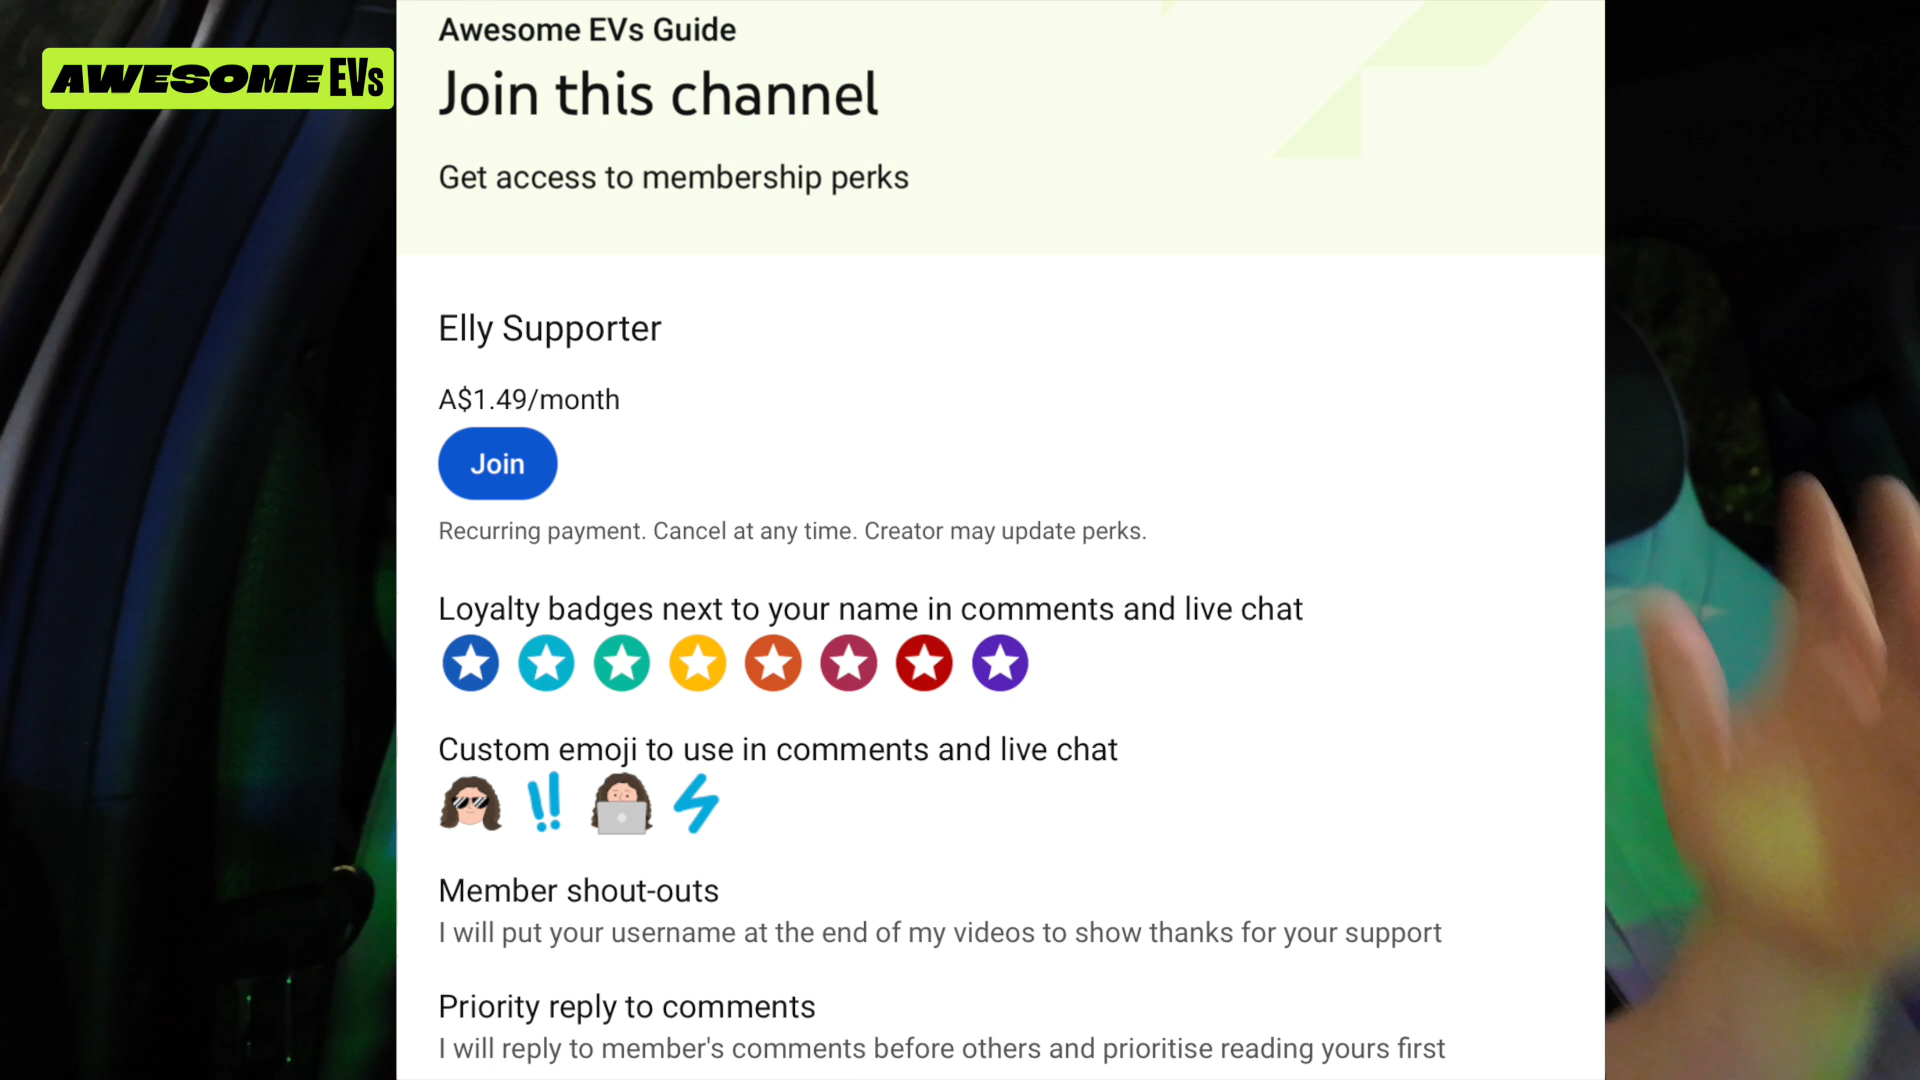 AWESOME EVs
Awesome EVs Guide
Join this channel
Get access to membership perks
Elly Supporter
A$1.49/month
Join
Recurring payment. Cancel at any time. Creator may update perks.
Loyalty badges next to your name in comments and live chat
Custom emoji to use in comments and live chat
Member shout-outs
I will put your username at the end of my videos to show thanks for your support
Priority reply to comments
I will reply to member's comments before others and prioritise reading yours first